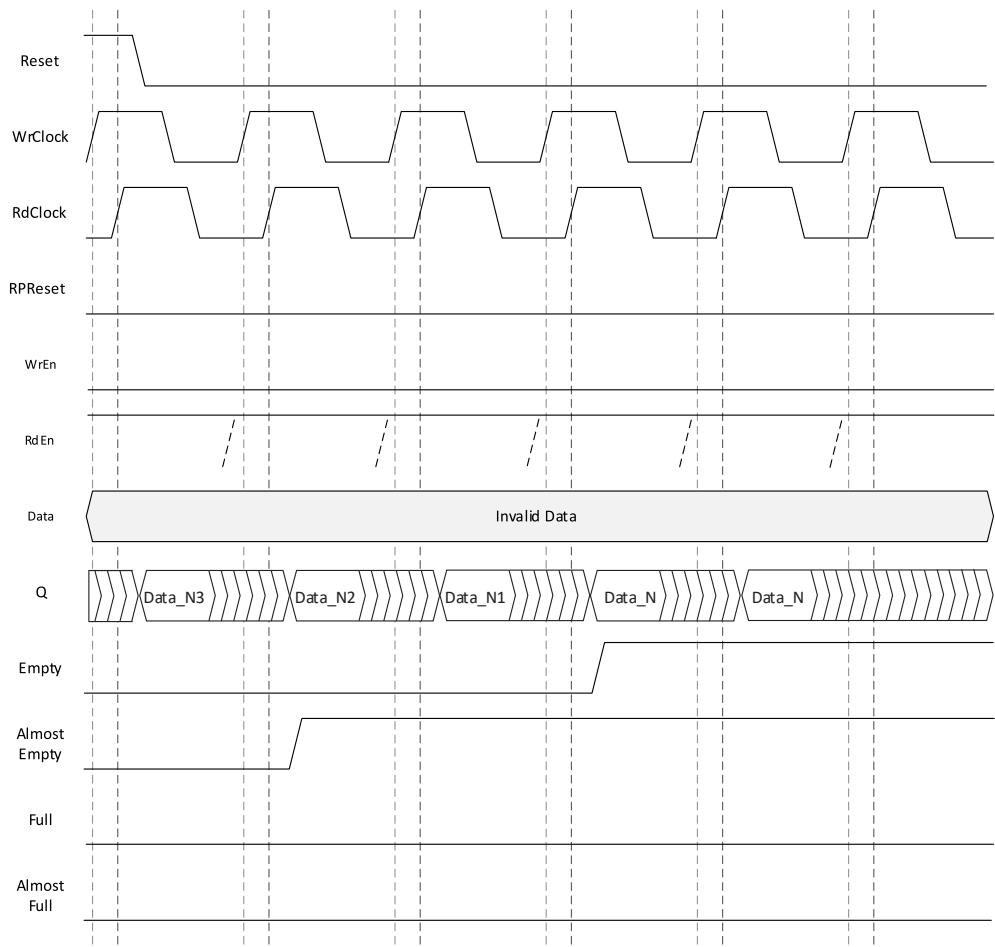 Reset
WrClock
RdClock
RPReset
WrEn
RdEn
Data
Invalid Data
Q
Data_N3
Data_N2
Data_N1
Data_N
Data_N
Empty
Almost
Empty
Full
Almost
Full